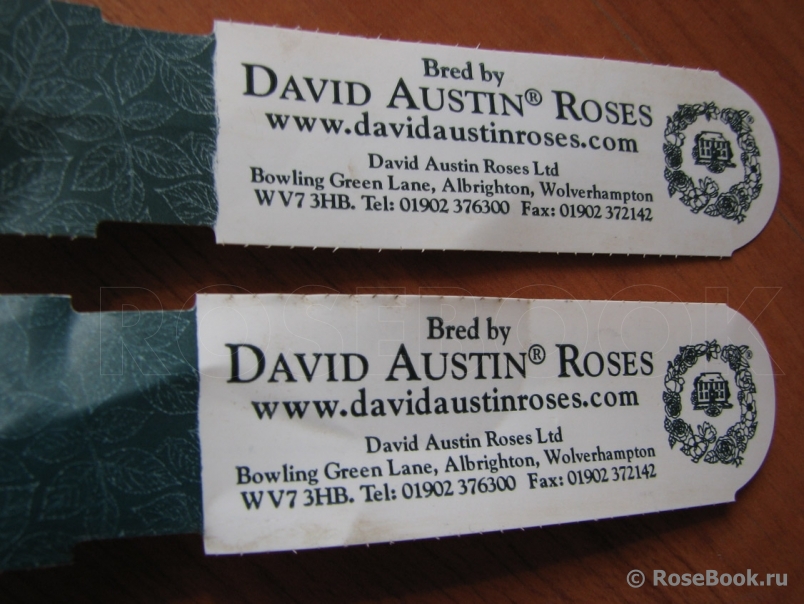 Bred by
DAVID AUSTIN® ROSES
www.davidaustinroses.com
David Austin Roses Ltd
Bowling Green Lane, Albrighton, Wolverhampton
WV7 3HB. Tel: 01902 376300 Fax: 01902 372142
ROSEBOOK
Bred by
DAVID AUSTIN® ROSES
www.davidaustinroses.com
David Austin Roses Ltd
Bowling Green Lane, Albrighton, Wolverhampton
WV7 3HB. Tel: 01902 376300 Fax: 01902 372142
© RoseBook.ru